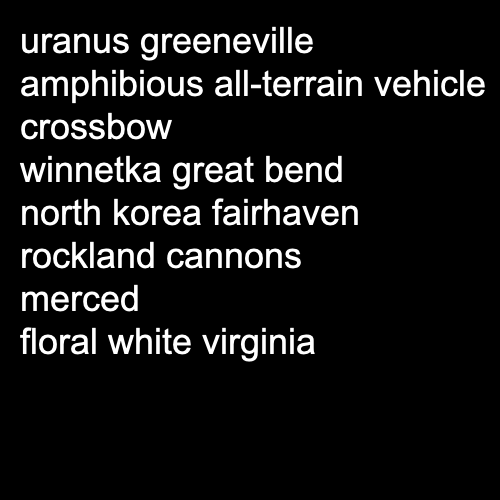 uranus greeneville
amphibious all-terrain vehicle
crossbow
winnetka great bend
north korea fairhaven
rockland cannons
merced
floral white virginia